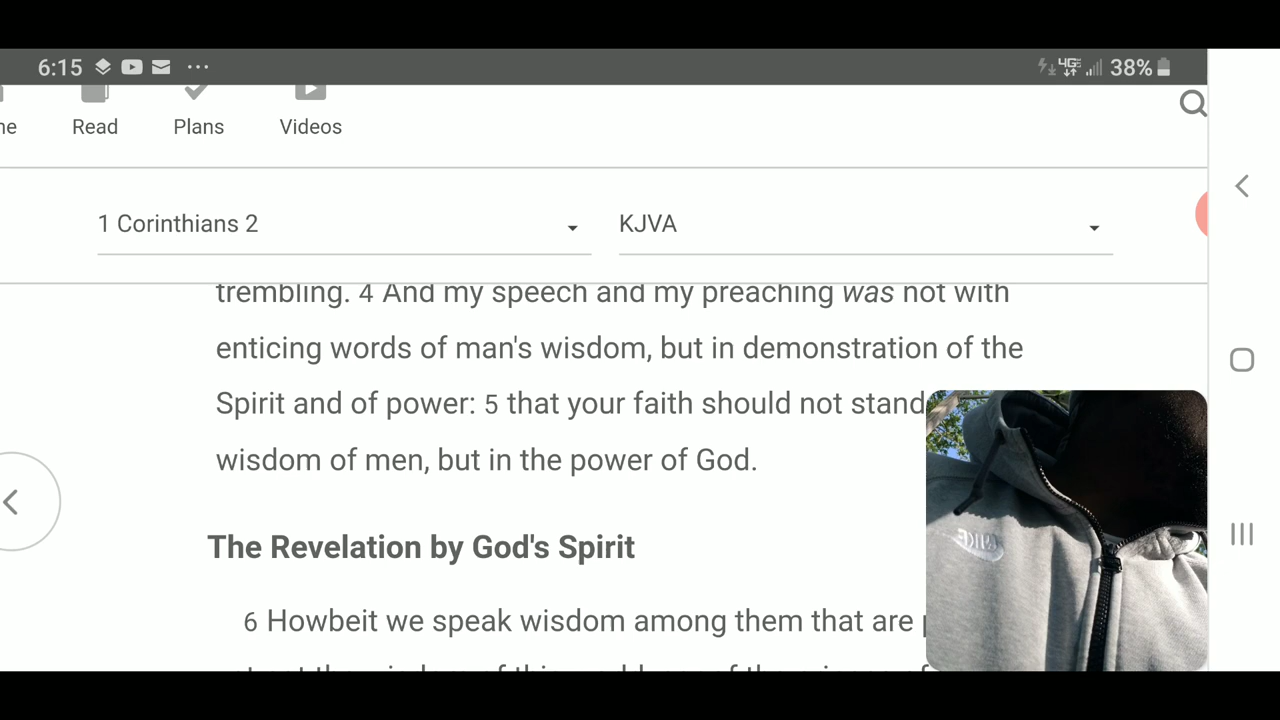 6:15 38%
ne Read Plans Videos
1 Corinthians 2 KJVA
trembling. 4 And my speech and my preaching was not with
enticing words of man's wisdom, but in demonstration of the
Spirit and of power: 5 that your faith should not stand
wisdom of men, but in the power of God.
The Revelation by God's Spirit
6 Howbeit we speak wisdom among them that are